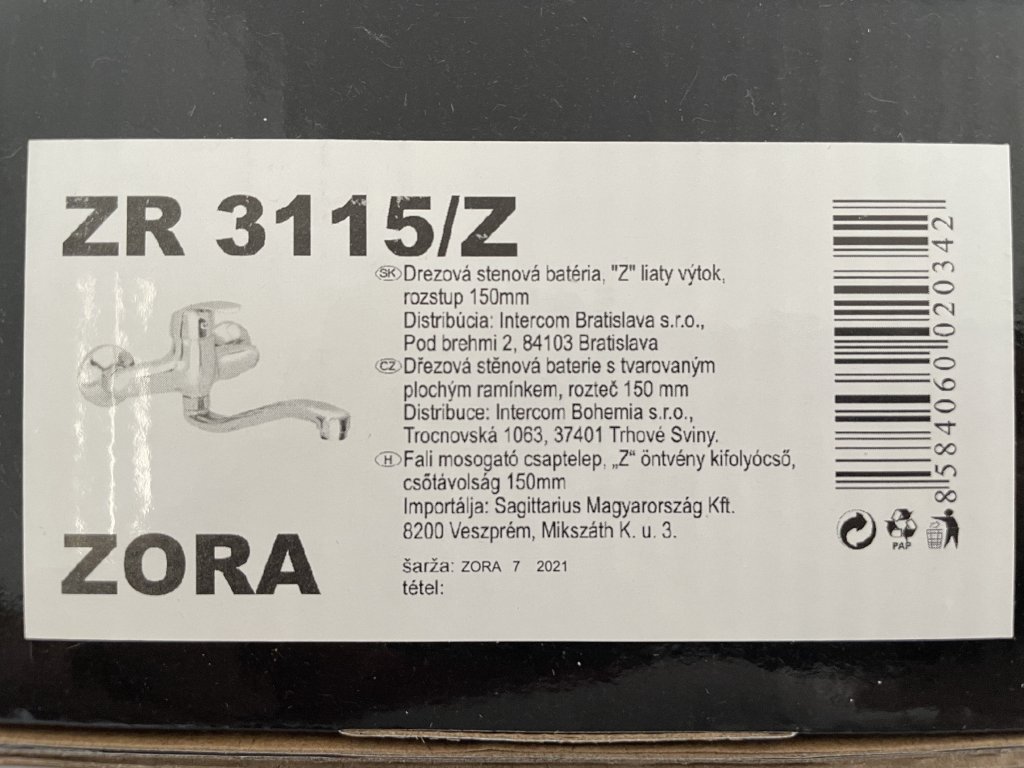 ZR 3115/Z
SK Drezová stenová batéria, "Z" liaty výtok,
rozstup 150mm
Distribúcia: Intercom Bratislava s.r.o.,
Pod brehmi 2, 84103 Bratislava
CZ Dřezová stěnová baterie s tvarovaným
plochým ramínkem, rozteč 150 mm
Distribuce: Intercom Bohemia s.r.o.,
Trocnovská 1063, 37401 Trhové Sviny.
H Fali mosogató csaptelep, „Z“ öntvény kifolyócső,
csőtávolság 150mm
Importálja: Sagittarius Magyarország Kft.
8200 Veszprém, Mikszáth K. u. 3.
šarža: ZORA 7 2021
tétel:
ZORA
8 584060 020342
PAP